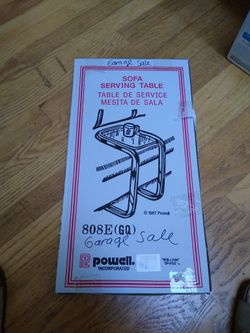 Garage Sale
SOFA
SERVING TABLE
TABLE DE SERVICE
MESITA DE SALA
© 1987 Powell
808E(GQ)
Garage Sale
powell.
INCORPORATED